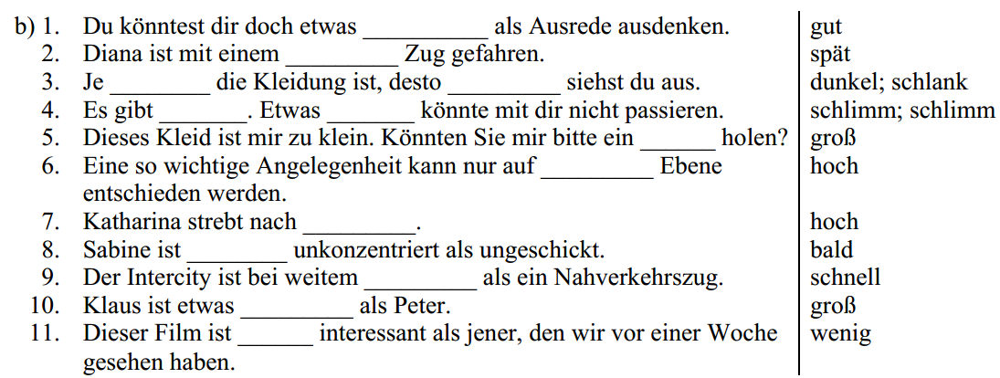 b) 1. Du könntest dir doch etwas __________ als Ausrede ausdenken. gut
2. Diana ist mit einem _________ Zug gefahren. spät
3. Je ________ die Kleidung ist, desto _________ siehst du aus. dunkel; schlank
4. Es gibt _______. Etwas _______ könnte mit dir nicht passieren. schlimm; schlimm
5. Dieses Kleid ist mir zu klein. Könnten Sie mir bitte ein ______ holen? groß
6. Eine so wichtige Angelegenheit kann nur auf _________ Ebene hoch
entschieden werden.
7. Katharina strebt nach _________. hoch
8. Sabine ist ________ unkonzentriert als ungeschickt. bald
9. Der Intercity ist bei weitem _________ als ein Nahverkehrszug. schnell
10. Klaus ist etwas _________ als Peter. groß
11. Dieser Film ist ______ interessant als jener, den wir vor einer Woche wenig
gesehen haben.